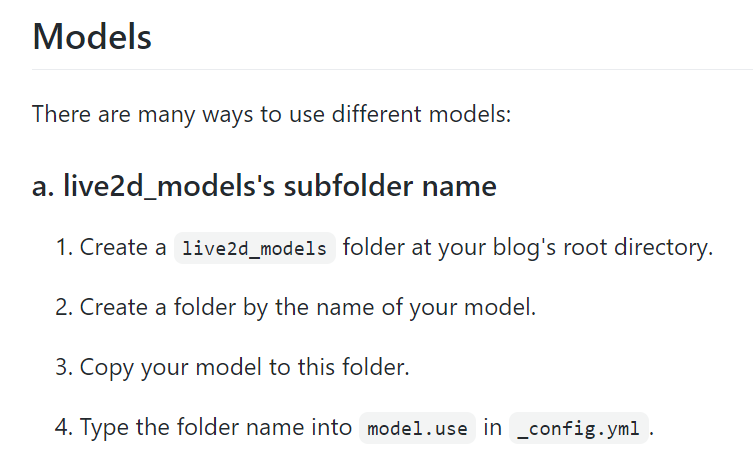 Models
There are many ways to use different models:
a. live2d_models's subfolder name
1. Create a live2d_models folder at your blog's root directory.
2. Create a folder by the name of your model.
3. Copy your model to this folder.
4. Type the folder name into model.use in _config.yml.